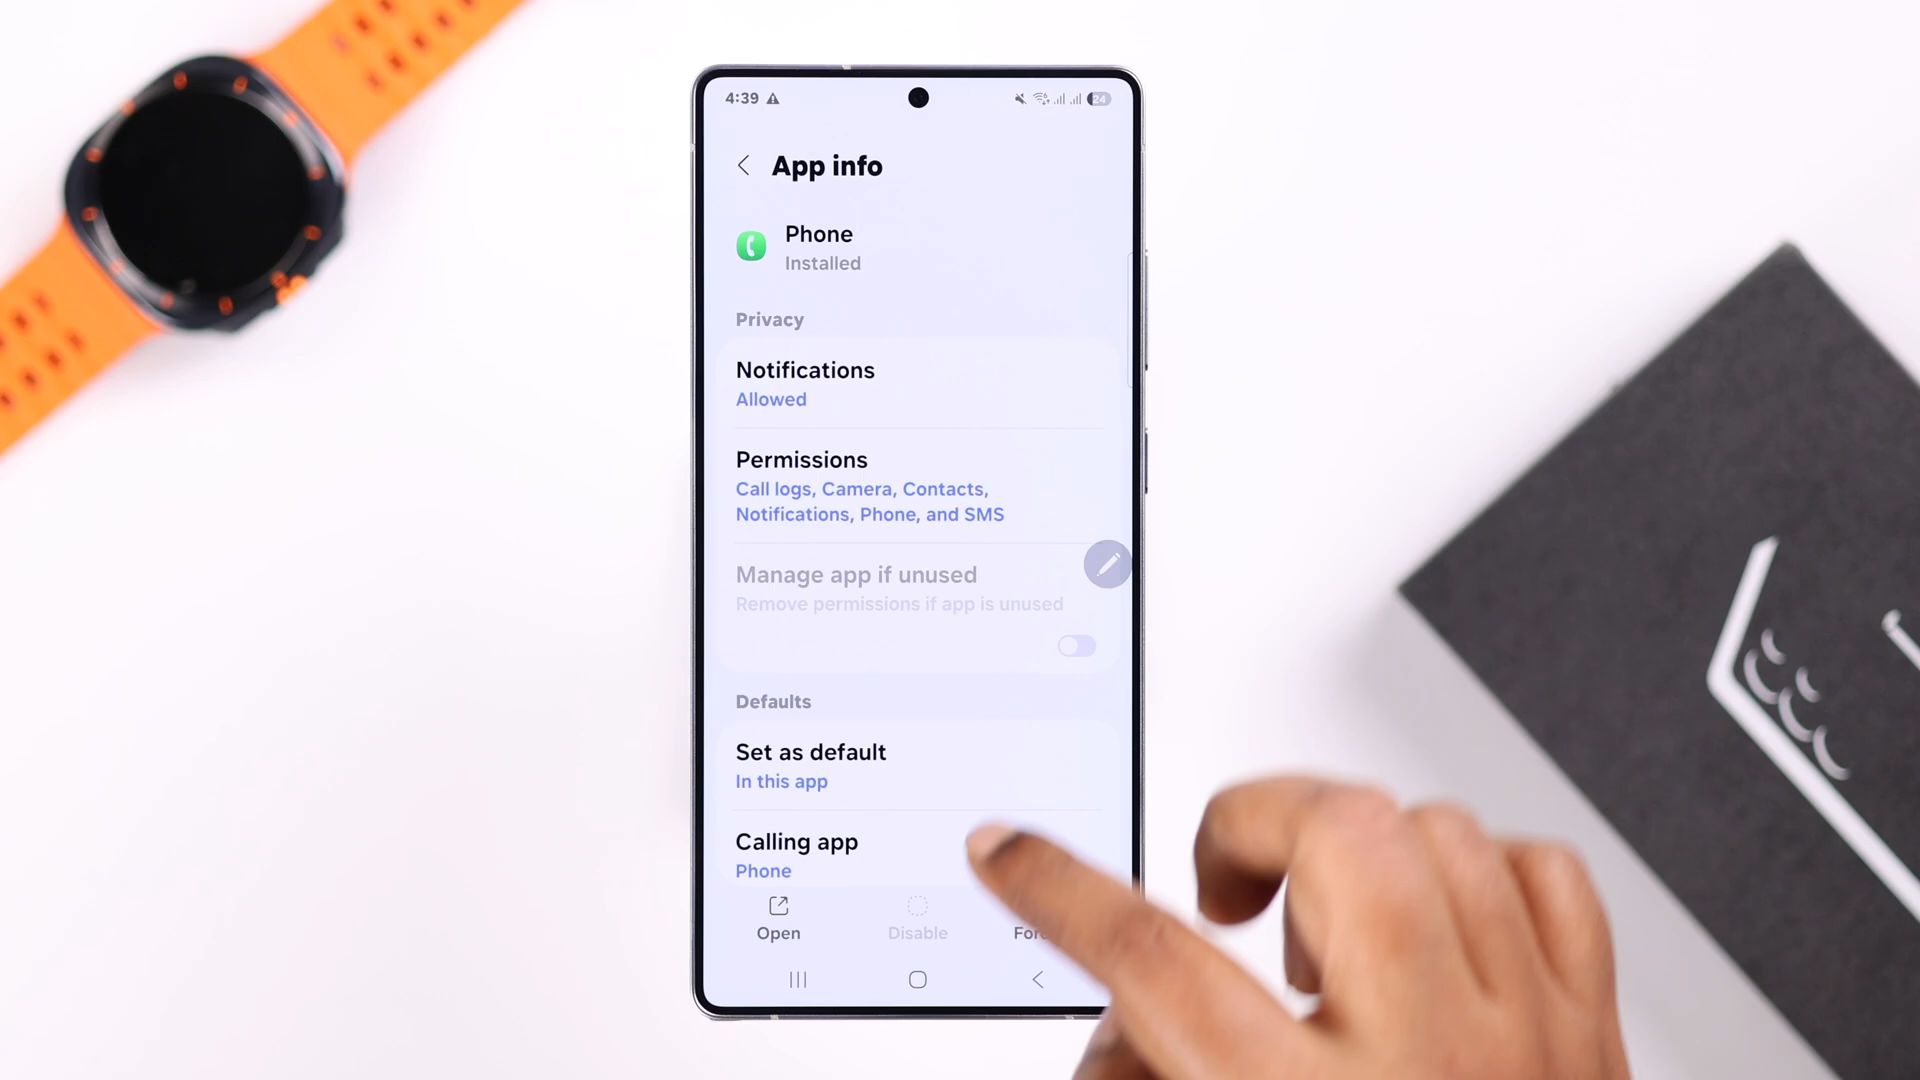 4:39
24
App info
Phone
Installed
Privacy
Notifications
Allowed
Permissions
Call logs, Camera, Contacts,
Notifications, Phone, and SMS
Manage app if unused
Remove permissions if app is unused
Defaults
Set as default
In this app
Calling app
Phone
Open
Disable